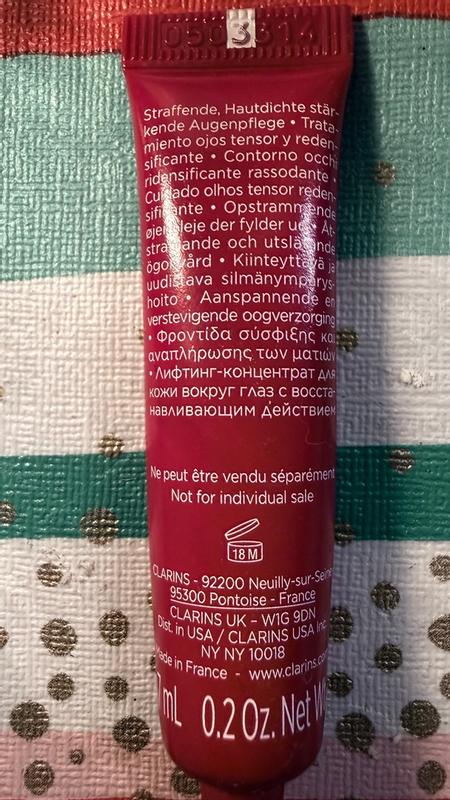 Straffende, Hautdichte stär-
kende Augenpflege • Trata-
miento ojos tensor y reden-
sificante • Contorno occhi
ridensificante rassodante •
Cuidado olhos tensor reden-
sificante • Opstrammende
øjenpleje der fylder ud • Åt-
stramande och utslätande
ögonvård • Kiinteyttävä ja
uudistava silmänympärys-
hoito • Aanspannende en
verstevigende oogverzorging
• Φροντίδα σύσφιξης και
αναπλήρωσης των ματιών
• Лифтинг-концентрат для
кожи вокруг глаз с восста-
навливающим действием
Ne peut être vendu séparément
Not for individual sale
18 M
CLARINS - 92200 Neuilly-sur-Seine
95300 Pontoise - France
CLARINS UK - W1G 9DN
Dist. in USA / CLARINS USA Inc.
NY NY 10018
Made in France - www.clarins.com
7 mL 0.2 Oz. Net